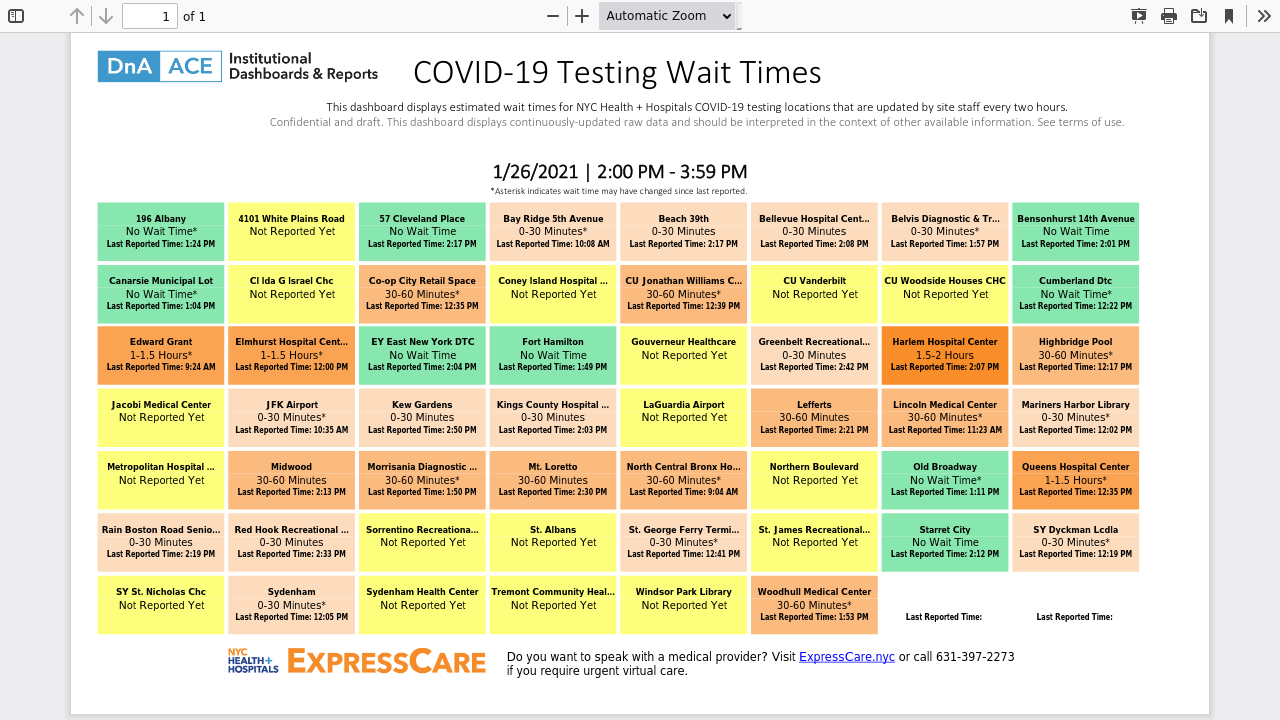 1 of 1
Automatic Zoom
DnA ACE Institutional Dashboards & Reports
COVID-19 Testing Wait Times
This dashboard displays estimated wait times for NYC Health + Hospitals COVID-19 testing locations that are updated by site staff every two hours.
Confidential and draft. This dashboard displays continuously-updated raw data and should be interpreted in the context of other available information. See terms of use.
1/26/2021 | 2:00 PM - 3:59 PM
*Asterisk indicates wait time may have changed since last reported.
196 Albany
No Wait Time*
Last Reported Time: 1:24 PM
4101 White Plains Road
Not Reported Yet
57 Cleveland Place
No Wait Time
Last Reported Time: 2:17 PM
Bay Ridge 5th Avenue
0-30 Minutes*
Last Reported Time: 10:08 AM
Beach 39th
0-30 Minutes
Last Reported Time: 2:17 PM
Bellevue Hospital Cent...
0-30 Minutes
Last Reported Time: 2:08 PM
Belvis Diagnostic & Tr...
0-30 Minutes*
Last Reported Time: 1:57 PM
Bensonhurst 14th Avenue
No Wait Time
Last Reported Time: 2:01 PM
Canarsie Municipal Lot
No Wait Time*
Last Reported Time: 1:04 PM
CI Ida G Israel Chc
Not Reported Yet
Co-op City Retail Space
30-60 Minutes*
Last Reported Time: 12:35 PM
Coney Island Hospital ...
Not Reported Yet
CU Jonathan Williams C...
30-60 Minutes*
Last Reported Time: 12:39 PM
CU Vanderbilt
Not Reported Yet
CU Woodside Houses CHC
Not Reported Yet
Cumberland Dtc
No Wait Time*
Last Reported Time: 12:22 PM
Edward Grant
1-1.5 Hours*
Last Reported Time: 9:24 AM
Elmhurst Hospital Cent...
1-1.5 Hours*
Last Reported Time: 12:00 PM
EY East New York DTC
No Wait Time
Last Reported Time: 2:04 PM
Fort Hamilton
No Wait Time
Last Reported Time: 1:49 PM
Gouverneur Healthcare
Not Reported Yet
Greenbelt Recreational...
0-30 Minutes
Last Reported Time: 2:42 PM
Harlem Hospital Center
1.5-2 Hours
Last Reported Time: 2:07 PM
Highbridge Pool
30-60 Minutes*
Last Reported Time: 12:17 PM
Jacobi Medical Center
Not Reported Yet
JFK Airport
0-30 Minutes*
Last Reported Time: 10:35 AM
Kew Gardens
0-30 Minutes
Last Reported Time: 2:50 PM
Kings County Hospital ...
0-30 Minutes
Last Reported Time: 2:03 PM
LaGuardia Airport
Not Reported Yet
Lefferts
30-60 Minutes
Last Reported Time: 2:21 PM
Lincoln Medical Center
30-60 Minutes*
Last Reported Time: 11:23 AM
Mariners Harbor Library
0-30 Minutes*
Last Reported Time: 12:02 PM
Metropolitan Hospital ...
Not Reported Yet
Midwood
30-60 Minutes
Last Reported Time: 2:13 PM
Morrisania Diagnostic ...
30-60 Minutes*
Last Reported Time: 1:50 PM
Mt. Loretto
30-60 Minutes
Last Reported Time: 2:30 PM
North Central Bronx Ho...
30-60 Minutes*
Last Reported Time: 9:04 AM
Northern Boulevard
Not Reported Yet
Old Broadway
No Wait Time*
Last Reported Time: 1:11 PM
Queens Hospital Center
1-1.5 Hours*
Last Reported Time: 12:35 PM
Rain Boston Road Senio...
0-30 Minutes
Last Reported Time: 2:19 PM
Red Hook Recreational ...
0-30 Minutes
Last Reported Time: 2:33 PM
Sorrentino Recreationa...
Not Reported Yet
St. Albans
Not Reported Yet
St. George Ferry Termi...
0-30 Minutes*
Last Reported Time: 12:41 PM
St. James Recreational...
Not Reported Yet
Starret City
No Wait Time
Last Reported Time: 2:12 PM
SY Dyckman Lcdla
0-30 Minutes*
Last Reported Time: 12:19 PM
SY St. Nicholas Chc
Not Reported Yet
Sydenham
0-30 Minutes*
Last Reported Time: 12:05 PM
Sydenham Health Center
Not Reported Yet
Tremont Community Heal...
Not Reported Yet
Windsor Park Library
Not Reported Yet
Woodhull Medical Center
30-60 Minutes*
Last Reported Time: 1:53 PM
Last Reported Time:
Last Reported Time:
NYC
HEALTH+
HOSPITALS
EXPRESSCARE
Do you want to speak with a medical provider? Visit ExpressCare.nyc or call 631-397-2273
if you require urgent virtual care.